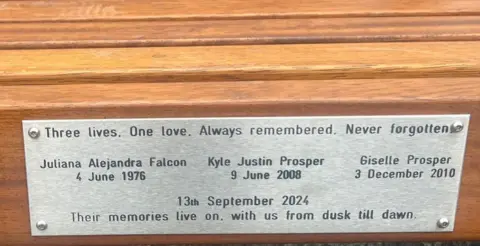 Three lives. One love. Always remembered. Never forgotten
Juliana Alejandra Falcon Kyle Justin Prosper Giselle Prosper
4 June 1976 9 June 2008 3 December 2010
13th September 2024
Their memories live on, with us from dusk till dawn.